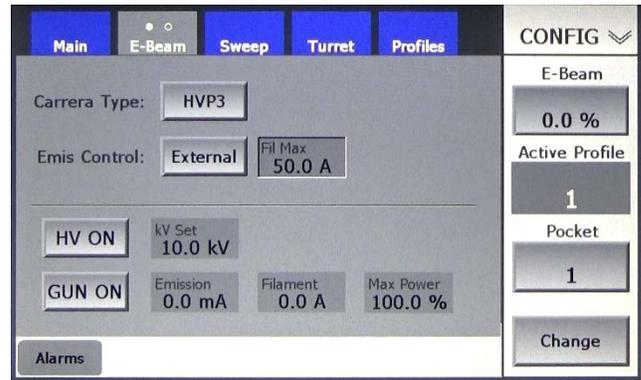 Main E-Beam Sweep Turret Profiles CONFIG
E-Beam
Carrera Type: HVP3
0.0 %
Emis Control: External
Fil Max
50.0 A
Active Profile
1
HV ON
kV Set
10.0 kV
Pocket
1
GUN ON
Emission
0.0 mA
Filament
0.0 A
Max Power
100.0 %
Change
Alarms